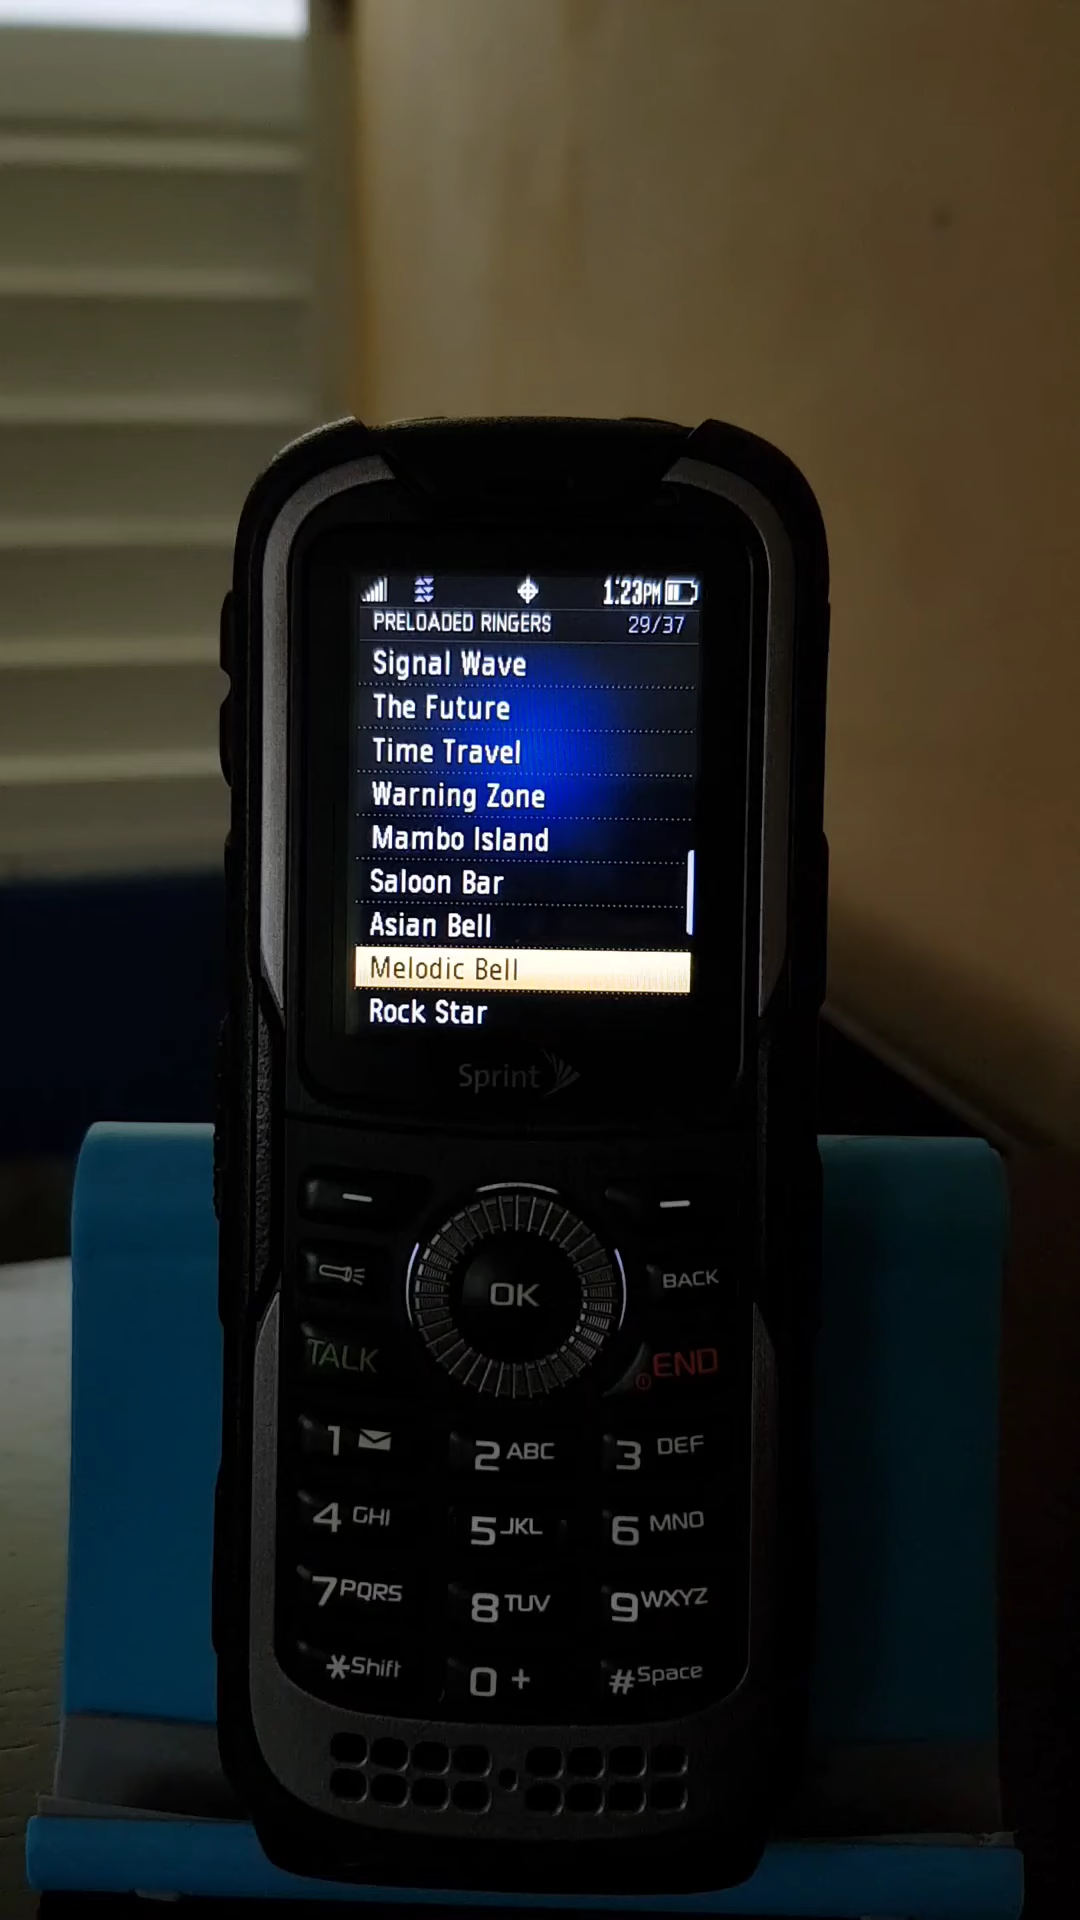 1:23PM
PRELOADED RINGERS 29/37
Signal Wave
The Future
Time Travel
Warning Zone
Mambo Island
Saloon Bar
Asian Bell
Melodic Bell
Rock Star
Sprint
OK
BACK
TALK
END
1 2 ABC 3 DEF
4 GHI 5 JKL 6 MNO
7 PQRS 8 TUV 9 WXYZ
* Shift 0 + # Space